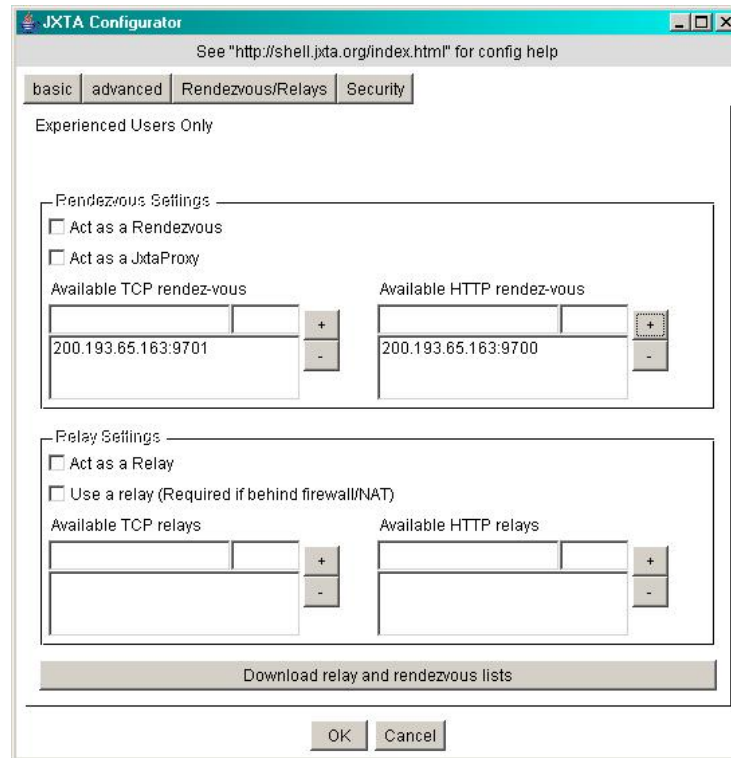 JXTA Configurator
See "http://shell.jxta.org/index.html" for config help
basic advanced Rendezvous/Relays Security
Experienced Users Only
Rendezvous Settings
Act as a Rendezvous
Act as a JxtaProxy
Available TCP rendez-vous Available HTTP rendez-vous
+ +
200.193.65.163:9701 - 200.193.65.163:9700 -
Relay Settings
Act as a Relay
Use a relay (Required if behind firewall/NAT)
Available TCP relays Available HTTP relays
+ +
- -
Download relay and rendezvous lists
OK Cancel